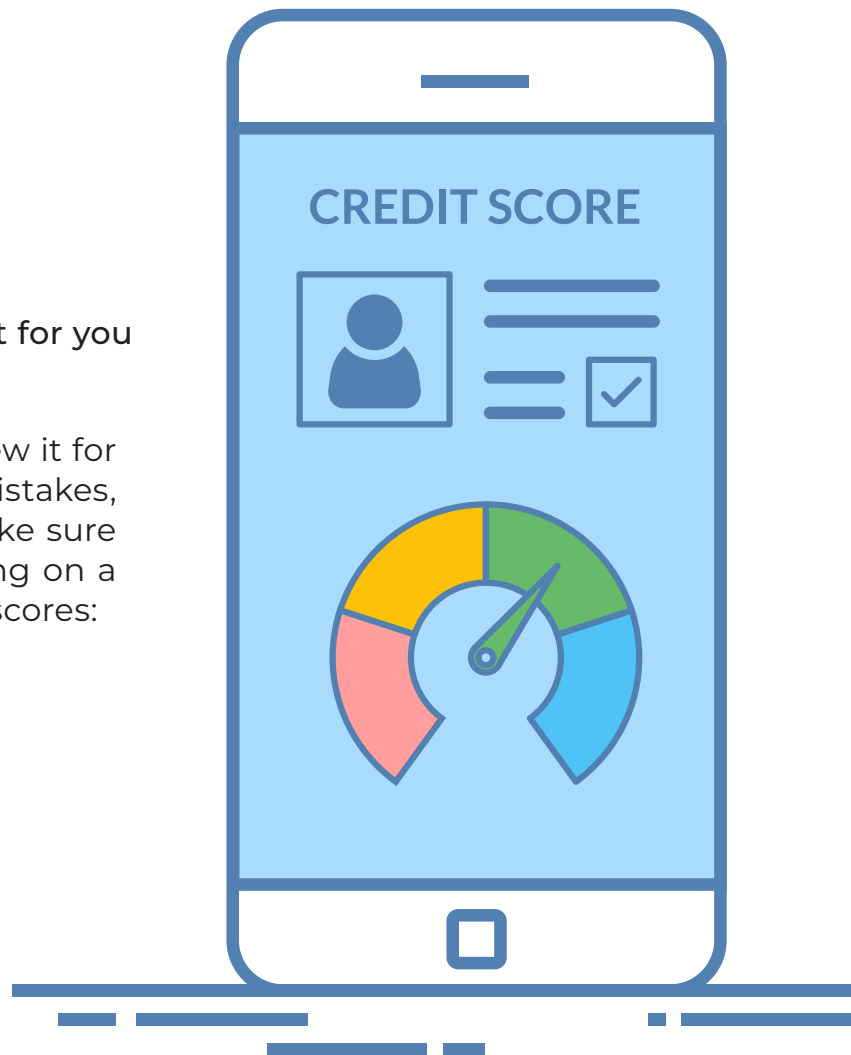 CREDIT SCORE
t for you
w it for
istakes,
ke sure
ng on a
scores: